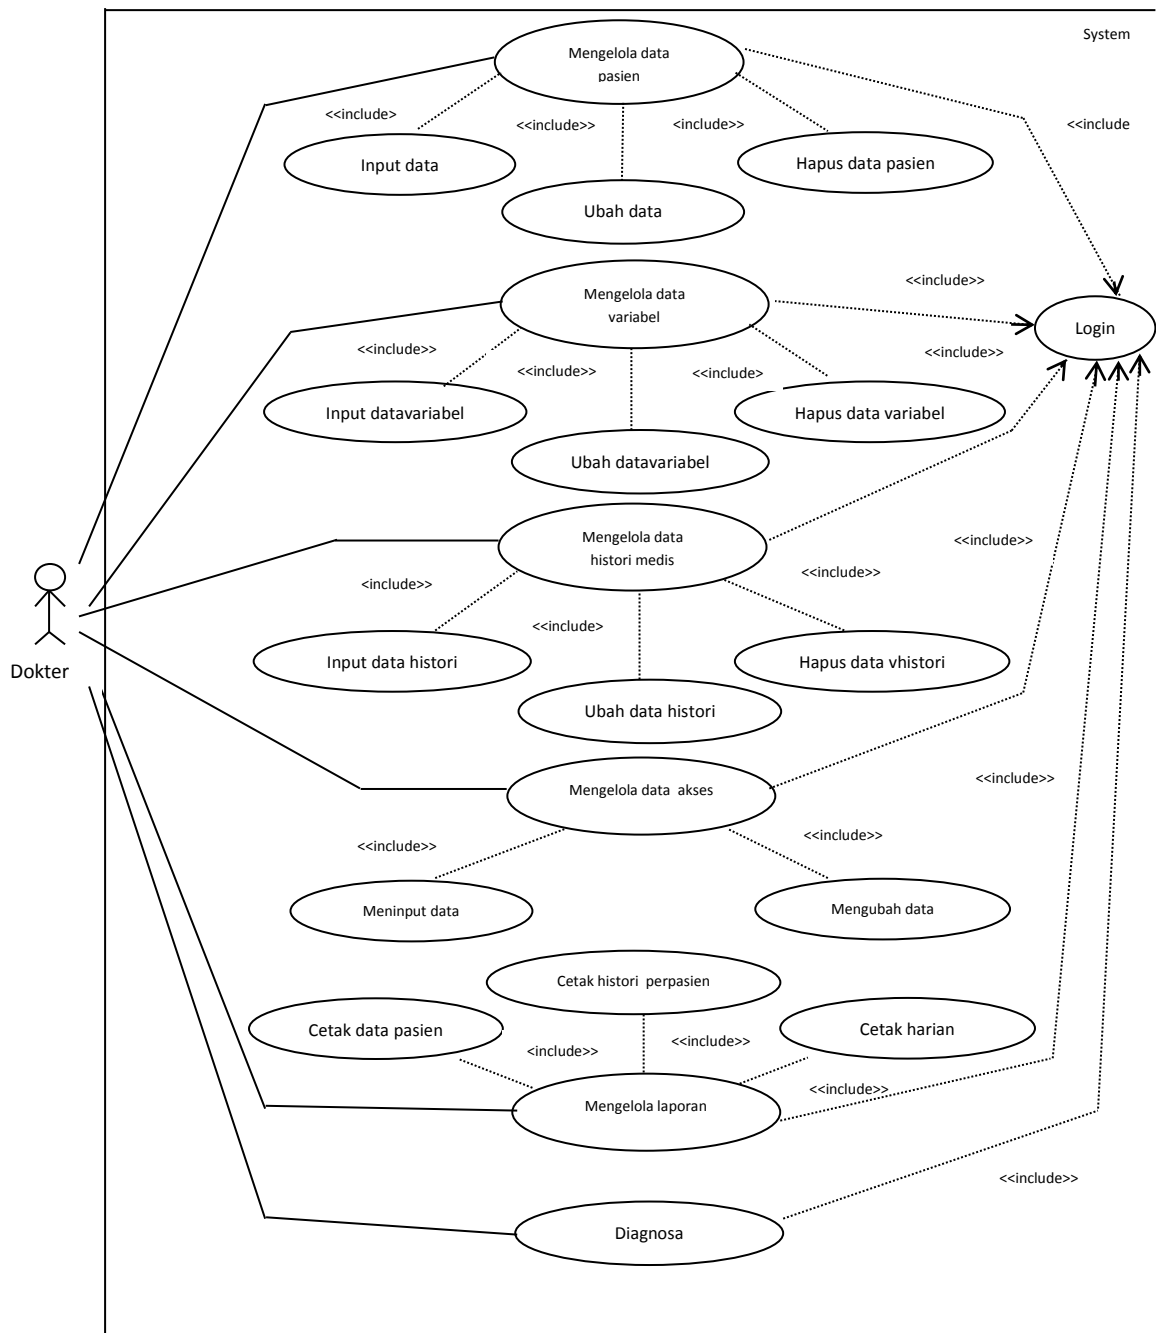 System
Mengelola data
pasien
<<include>
<<include>>
<include>>
<<include
Input data
Hapus data pasien
Ubah data
Mengelola data
variabel
<<include>>
Login
<<include>>
<<include>>
<<include>
<<include>>
Input datavariabel
Hapus data variabel
Ubah datavariabel
Mengelola data
histori medis
<<include>>
<include>>
<<include>>
<<include>
Input data histori
Hapus data vhistori
Dokter
Ubah data histori
<<include>>
Mengelola data  akses
<<include>>
<<include>>
Meninput data
Mengubah data
Cetak histori  perpasien
Cetak data pasien
Cetak harian
<include>>
<<include>>
<<include>>
Mengelola laporan
<<include>>
Diagnosa